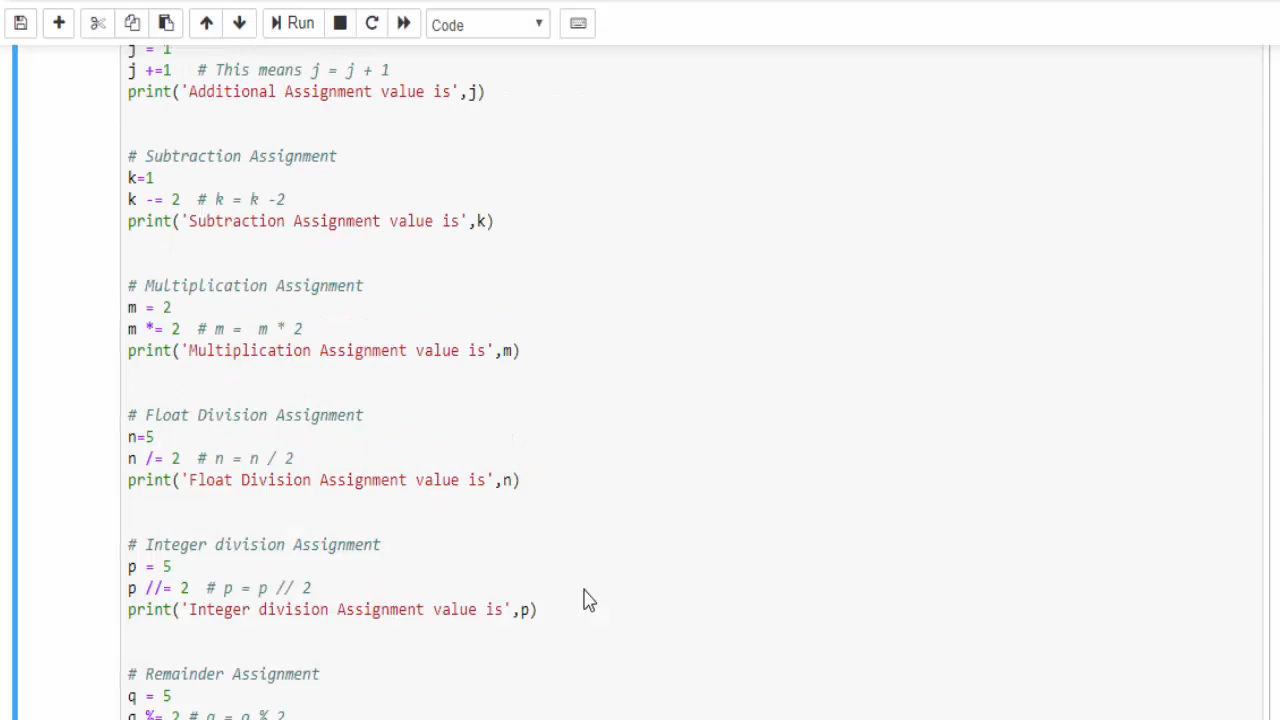 Run Code
j = 1
j +=1 # This means j = j + 1
print('Additional Assignment value is',j)
# Subtraction Assignment
k=1
k -= 2 # k = k -2
print('Subtraction Assignment value is',k)
# Multiplication Assignment
m = 2
m *= 2 # m = m * 2
print('Multiplication Assignment value is',m)
# Float Division Assignment
n=5
n /= 2 # n = n / 2
print('Float Division Assignment value is',n)
# Integer division Assignment
p = 5
p //= 2 # p = p // 2
print('Integer division Assignment value is',p)
# Remainder Assignment
q = 5
q %= 2 # q = q % 2